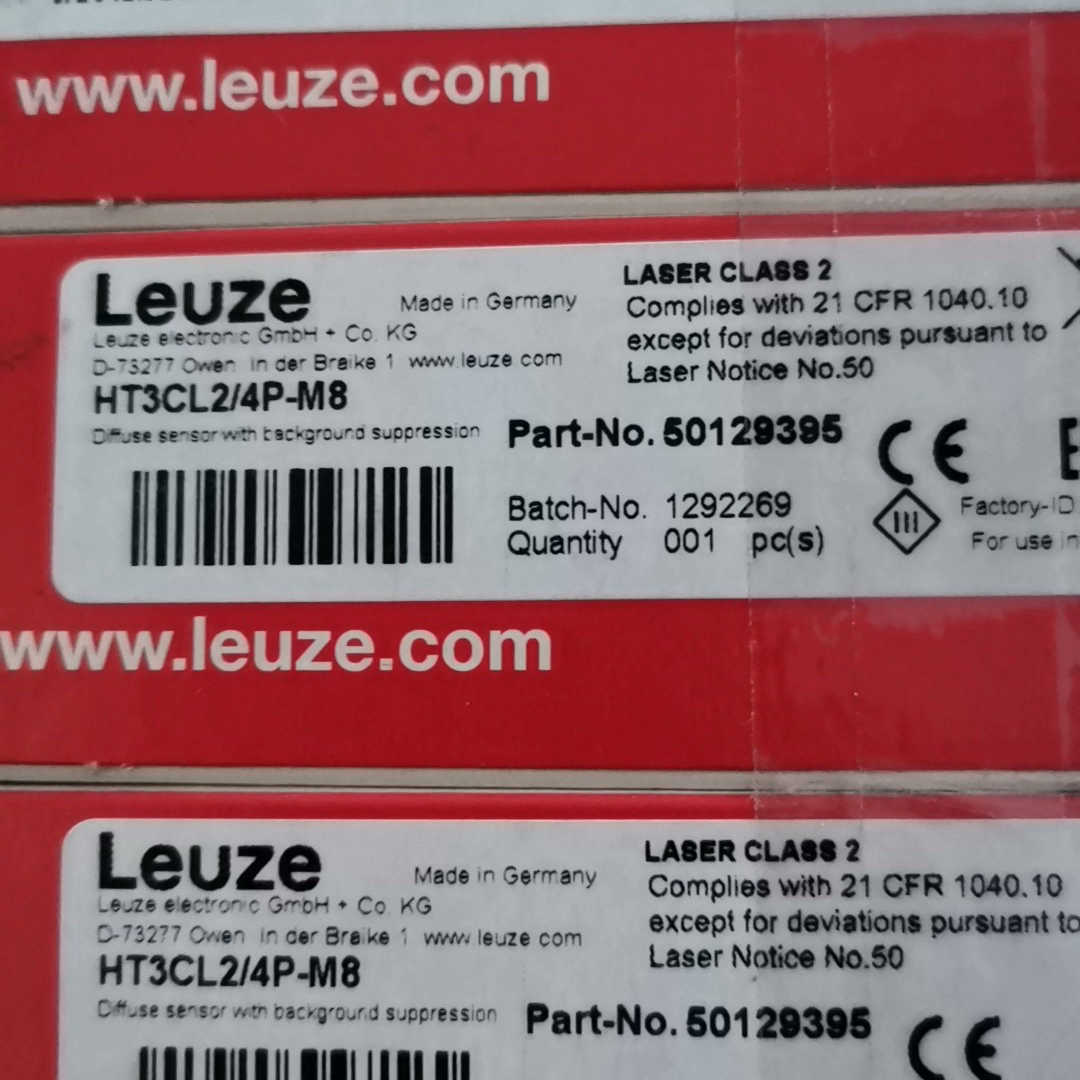 www.leuze.com
Leuze
Made in Germany
Leuze electronic GmbH + Co. KG
D-73277 Owen In der Braike 1 www.leuze.com
HT3CL2/4P-M8
Diffuse sensor with background suppression
LASER CLASS 2
Complies with 21 CFR 1040.10
except for deviations pursuant to
Laser Notice No.50
Part-No. 50129395
CE
Batch-No. 1292269
Quantity 001 pc(s)
III
Factory-ID
For use in
www.leuze.com
Leuze
Made in Germany
Leuze electronic GmbH + Co. KG
D-73277 Owen In der Braike 1 www.leuze.com
HT3CL2/4P-M8
Diffuse sensor with background suppression
LASER CLASS 2
Complies with 21 CFR 1040.10
except for deviations pursuant to
Laser Notice No.50
Part-No. 50129395
CE